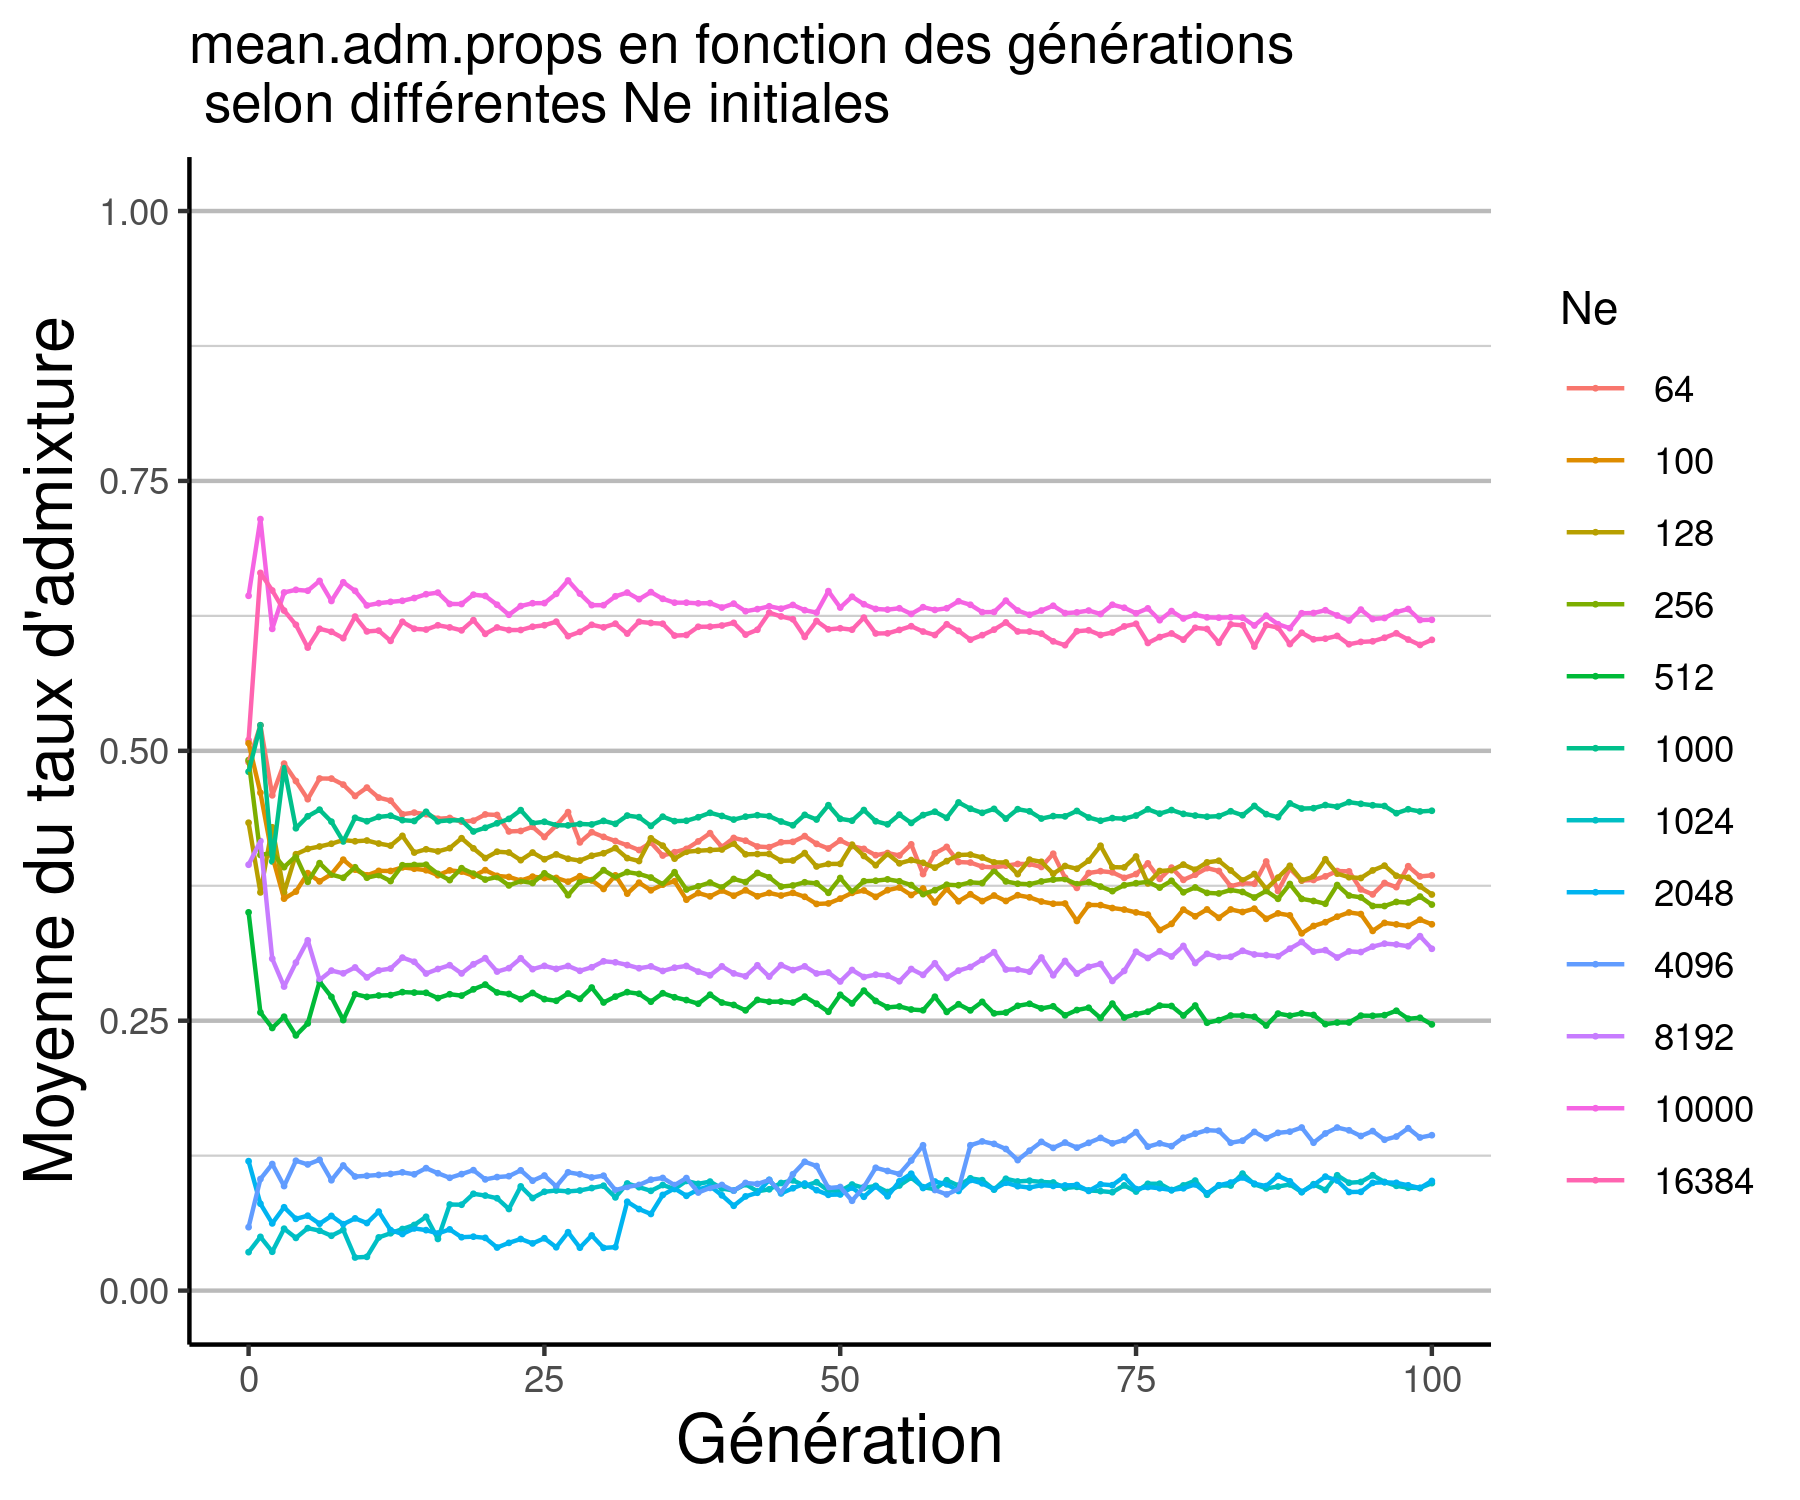 mean.adm.props en fonction des générations
selon différentes Ne initiales
Moyenne du taux d'admixture
1.00
0.75
0.50
0.25
0.00
0 25 50 75 100
Génération
Ne
64
100
128
256
512
1000
1024
2048
4096
8192
10000
16384